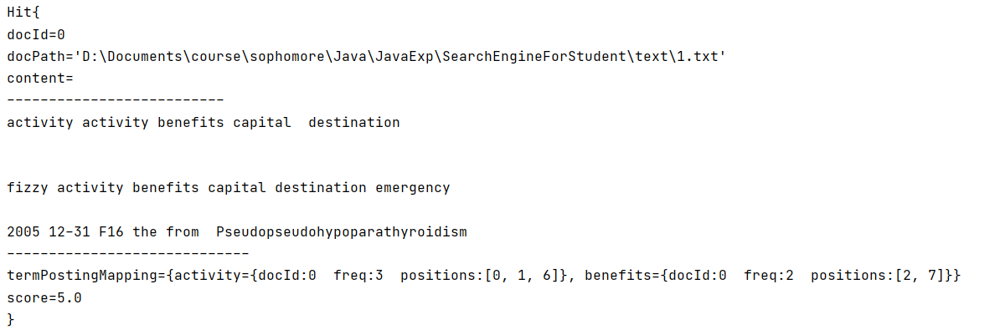 Hit{
docId=0
docPath='D:\Documents\course\sophomore\Java\JavaExp\SearchEngineForStudent\text\1.txt'
content=
--------------------------
activity activity benefits capital  destination
fizzy activity benefits capital destination emergency
2005 12-31 F16 the from  Pseudopseudohypoparathyroidism
-----------------------------
termPostingMapping={activity={docId:0  freq:3  positions:[0, 1, 6]}, benefits={docId:0  freq:2  positions:[2, 7]}}
score=5.0
}